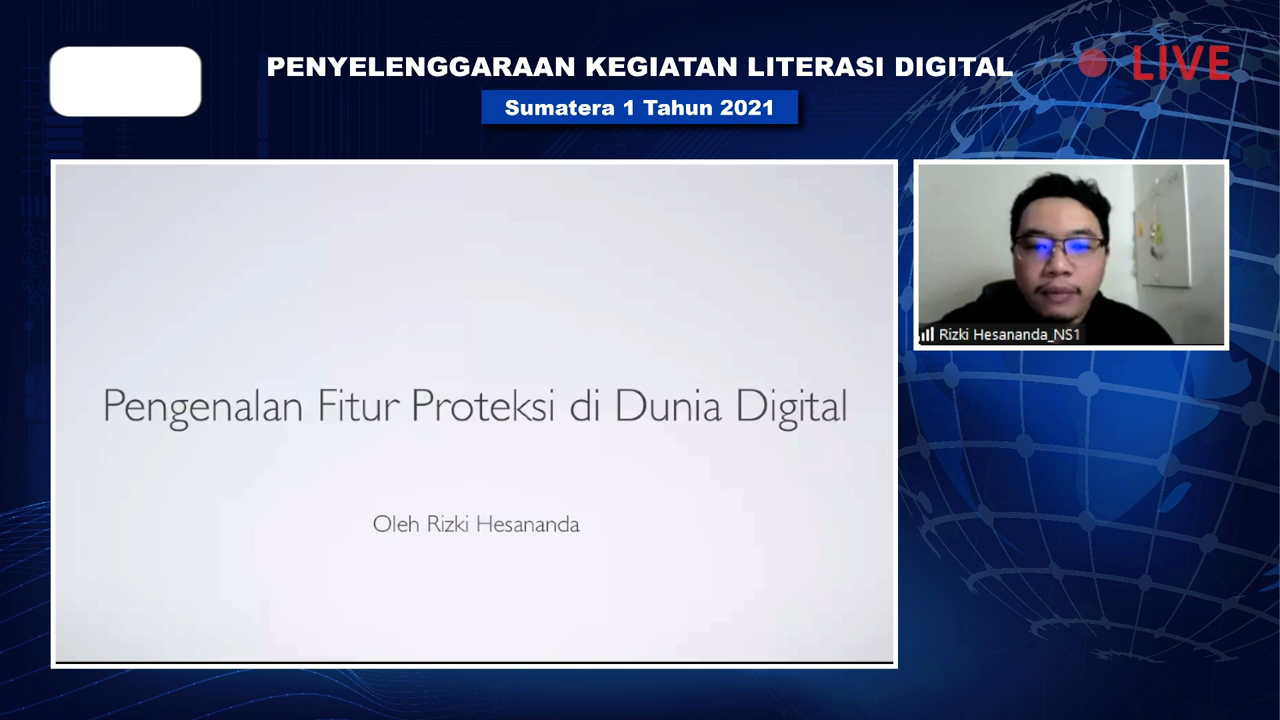 PENYELENGGARAAN KEGIATAN LITERASI DIGITAL
LIVE
Sumatera 1 Tahun 2021
Pengenalan Fitur Proteksi di Dunia Digital
Oleh Rizki Hesananda
Rizki Hesananda_NS1